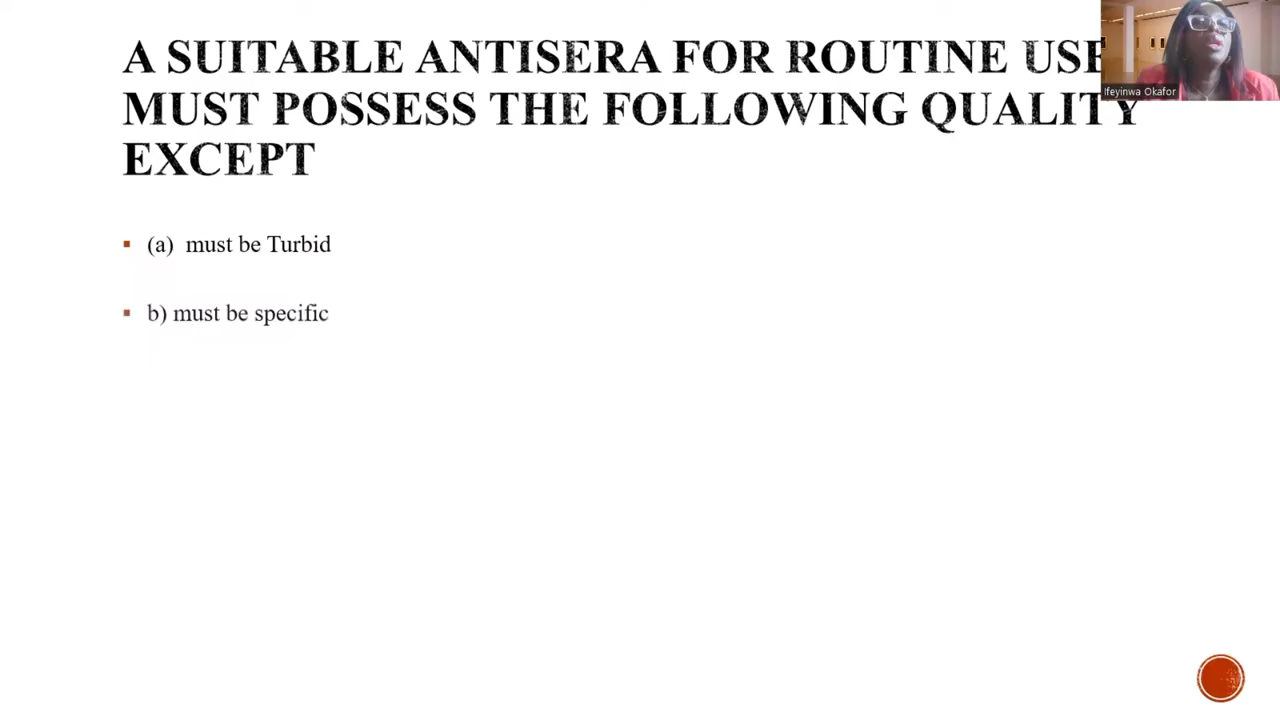 A SUITABLE ANTISERA FOR ROUTINE USE
MUST POSSESS THE FOLLOWING QUALITY
EXCEPT
Ifeyinwa Okafor
(a) must be Turbid
b) must be specific